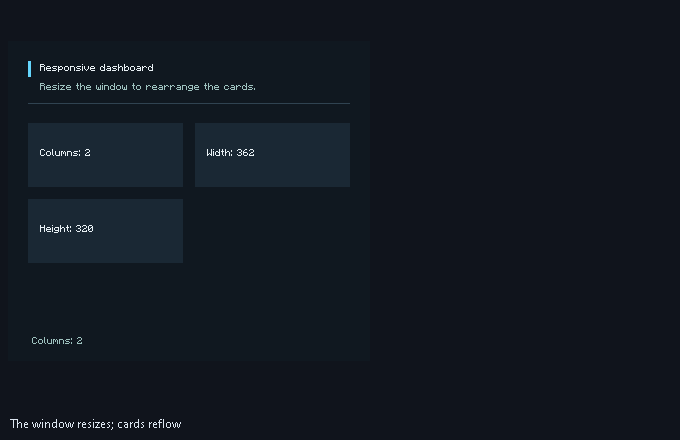 Responsive dashboard
Resize the window to rearrange the cards.
Columns: 2
Width: 362
Height: 320
Columns: 2
The window resizes; cards reflow